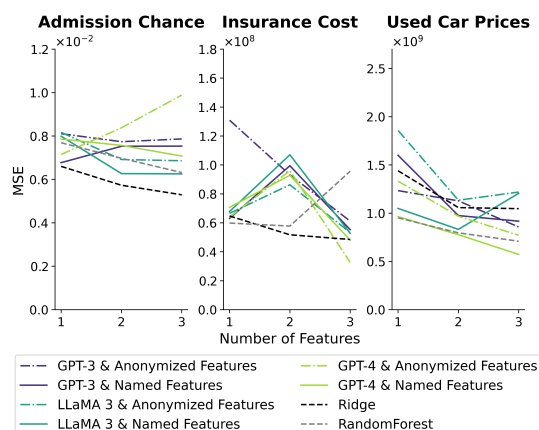 Admission Chance Insurance Cost Used Car Prices
×10⁻² ×10⁸ ×10⁹
1.2
1.0
0.8
0.6
0.4
0.2
0.0
MSE
1 2 3
1.8
1.6
1.4
1.2
1.0
0.8
0.6
0.4
0.2
0.0
1 2 3
2.5
2.0
1.5
1.0
0.5
0.0
1 2 3
Number of Features
GPT-3 & Anonymized Features
GPT-3 & Named Features
LLaMA 3 & Anonymized Features
LLaMA 3 & Named Features
GPT-4 & Anonymized Features
GPT-4 & Named Features
Ridge
RandomForest